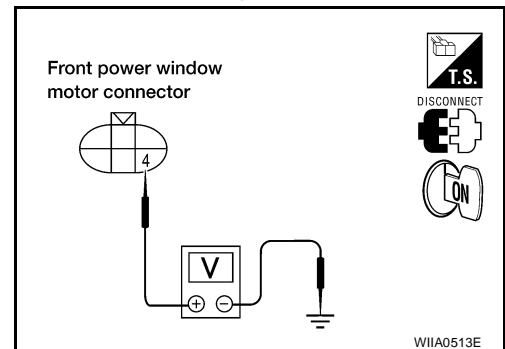 Front power window
motor connector
T.S.
DISCONNECT
ON
4
V
+ −
WIIA0513E